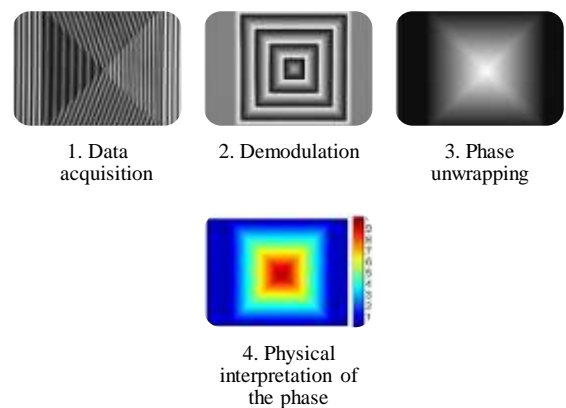 1. Data
acquisition
2. Demodulation
3. Phase
unwrapping
4. Physical
interpretation of
the phase